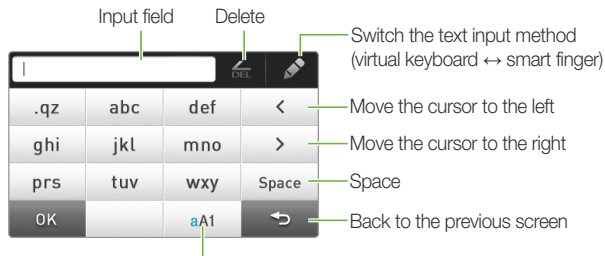 Input field
Delete
Switch the text input method
(virtual keyboard ↔ smart finger)
DEL
.qz abc def <
Move the cursor to the left
ghi jkl mno >
Move the cursor to the right
prs tuv wxy Space
Space
OK aA1
Back to the previous screen